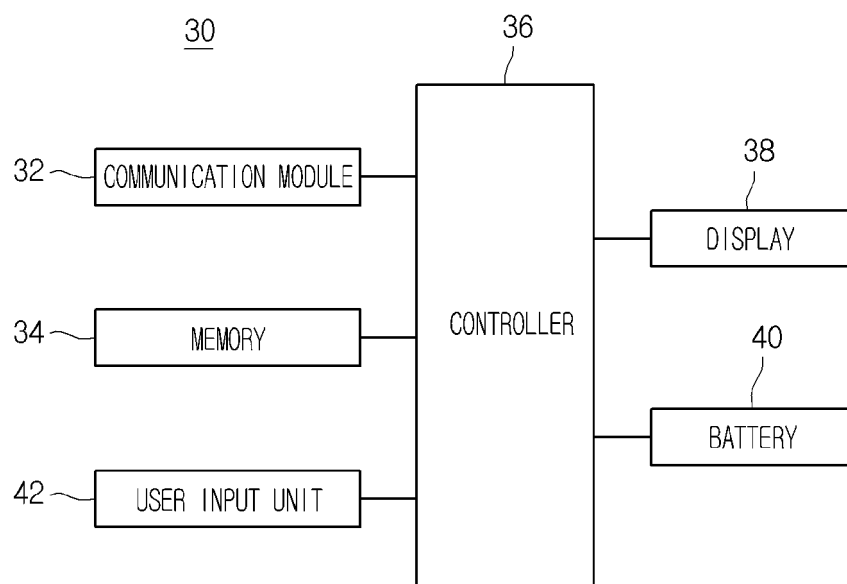 30
36
32
COMMUNICATION MODULE
38
DISPLAY
34
MEMORY
CONTROLLER
40
BATTERY
42
USER INPUT UNIT